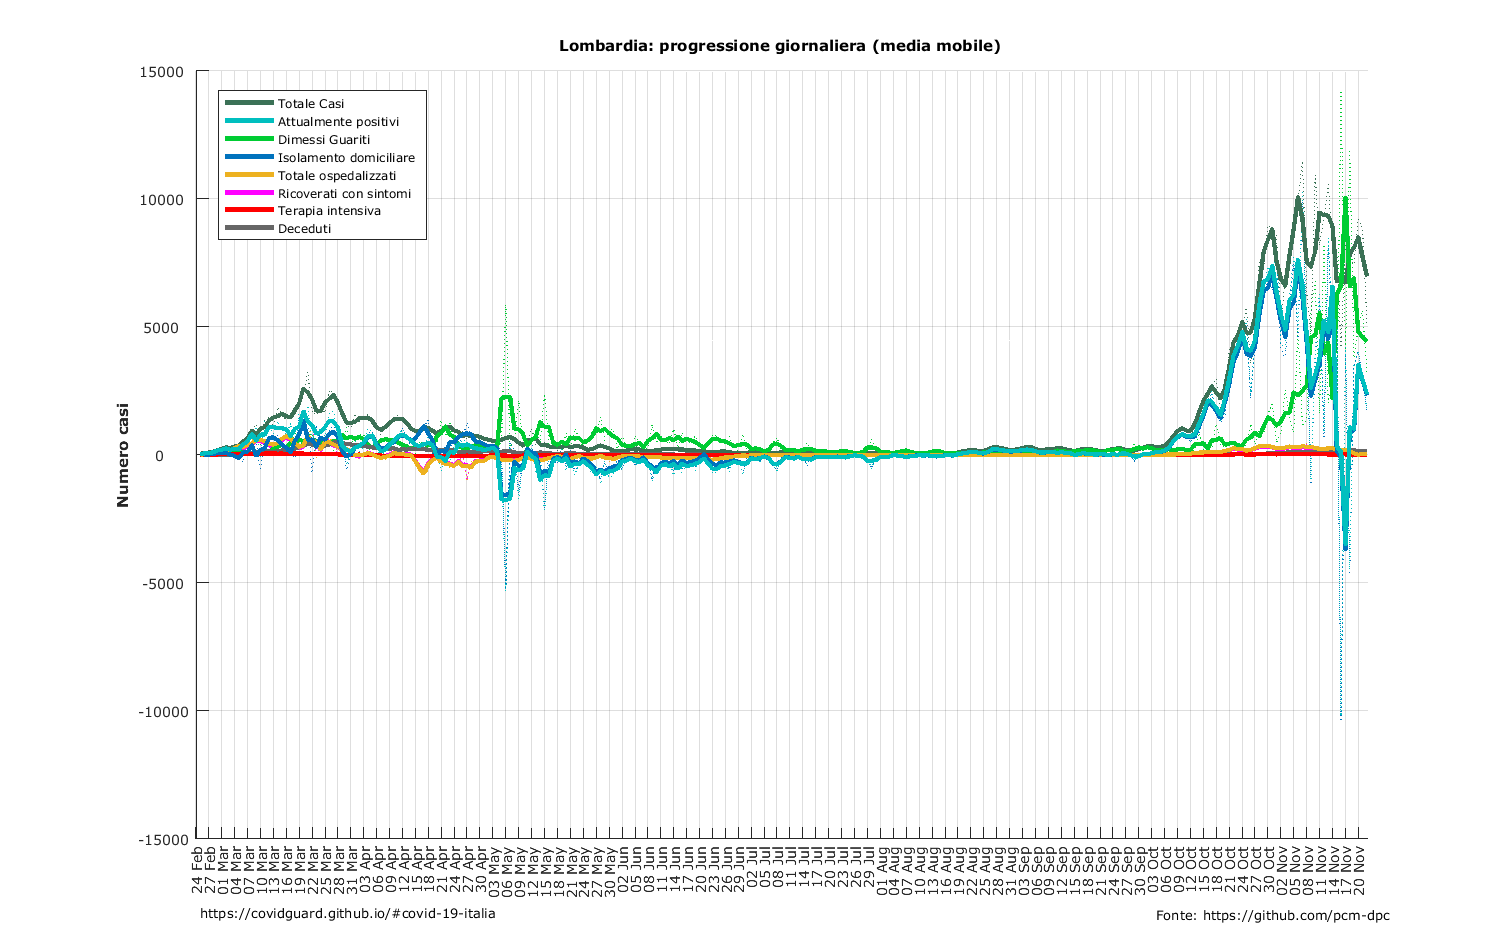 Lombardia: progressione giornaliera (media mobile)
Numero casi
15000
10000
5000
0
-5000
-10000
-15000
Totale Casi
Attualmente positivi
Dimessi Guariti
Isolamento domiciliare
Totale ospedalizzati
Ricoverati con sintomi
Terapia intensiva
Deceduti
24 Feb
27 Feb
01 Mar
04 Mar
07 Mar
10 Mar
13 Mar
16 Mar
19 Mar
22 Mar
25 Mar
28 Mar
31 Mar
03 Apr
06 Apr
09 Apr
12 Apr
15 Apr
18 Apr
21 Apr
24 Apr
27 Apr
30 Apr
03 May
06 May
09 May
12 May
15 May
18 May
21 May
24 May
27 May
30 May
02 Jun
05 Jun
08 Jun
11 Jun
14 Jun
17 Jun
20 Jun
23 Jun
26 Jun
29 Jun
02 Jul
05 Jul
08 Jul
11 Jul
14 Jul
17 Jul
20 Jul
23 Jul
26 Jul
29 Jul
01 Aug
04 Aug
07 Aug
10 Aug
13 Aug
16 Aug
19 Aug
22 Aug
25 Aug
28 Aug
31 Aug
03 Sep
06 Sep
09 Sep
12 Sep
15 Sep
18 Sep
21 Sep
24 Sep
27 Sep
30 Sep
03 Oct
06 Oct
09 Oct
12 Oct
15 Oct
18 Oct
21 Oct
24 Oct
27 Oct
30 Oct
02 Nov
05 Nov
08 Nov
11 Nov
14 Nov
17 Nov
20 Nov
https://covidguard.github.io/#covid-19-italia
Fonte: https://github.com/pcm-dpc